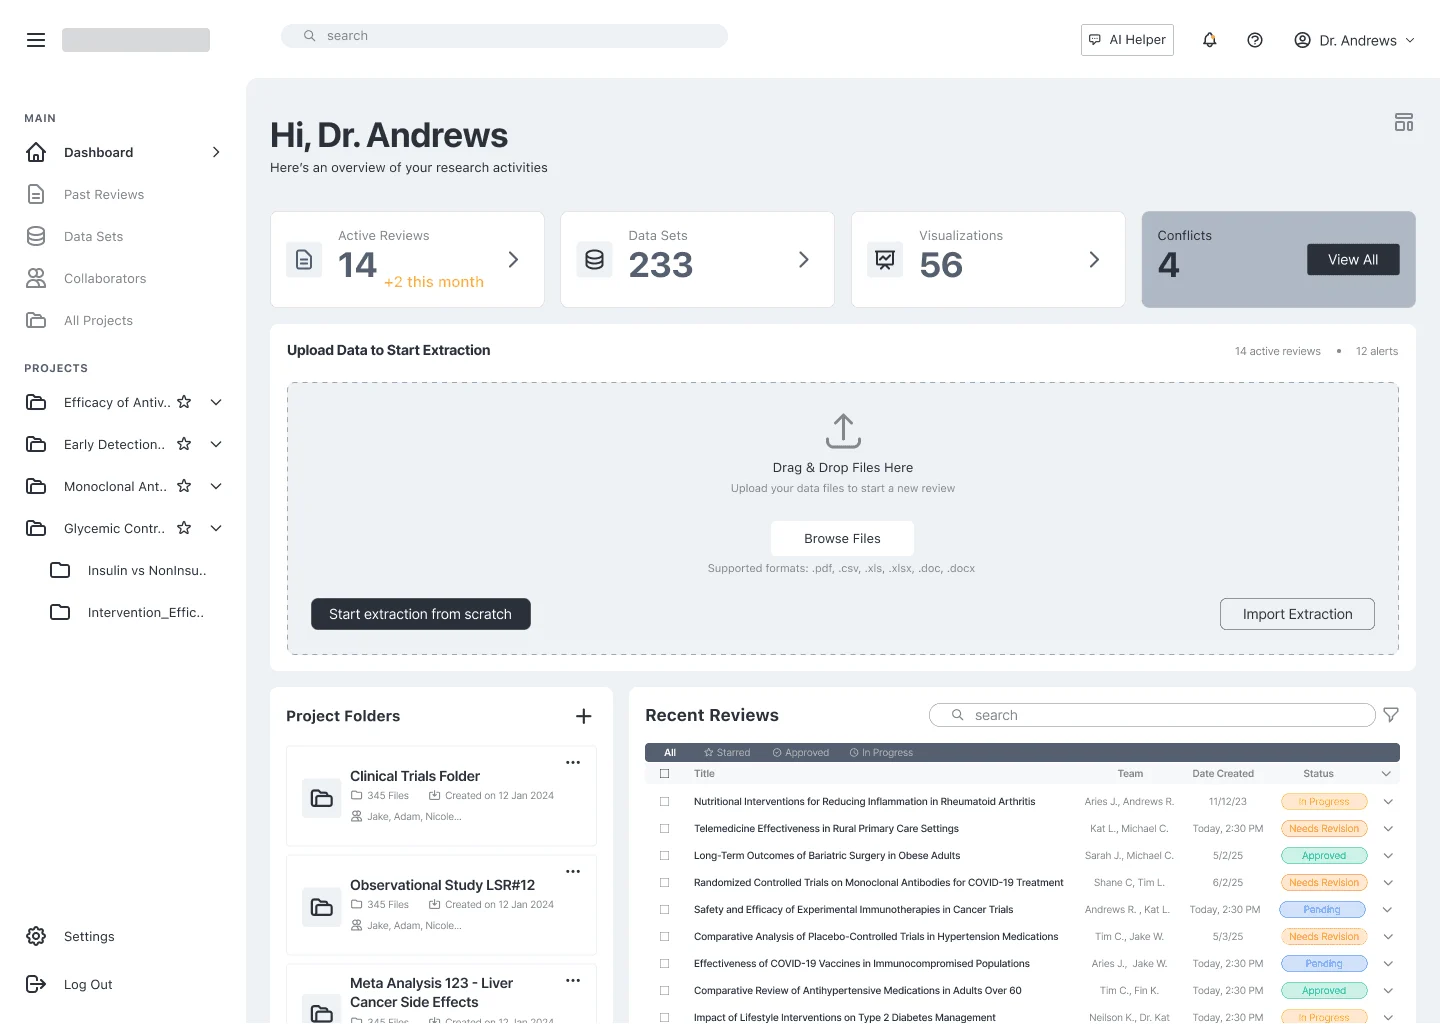 search
AI Helper
Dr. Andrews
MAIN
Dashboard
Past Reviews
Data Sets
Collaborators
All Projects
PROJECTS
Efficacy of Antiv..
Early Detection..
Monoclonal Ant..
Glycemic Contr..
Insulin vs NonInsu..
Intervention_Effic..
Settings
Log Out
Hi, Dr. Andrews
Here's an overview of your research activities
Active Reviews
14
+2 this month
Data Sets
233
Visualizations
56
Conflicts
4
View All
Upload Data to Start Extraction
14 active reviews • 12 alerts
Drag & Drop Files Here
Upload your data files to start a new review
Browse Files
Supported formats: .pdf, .csv, .xls, .xlsx, .doc, .docx
Start extraction from scratch
Import Extraction
Project Folders
Clinical Trials Folder
345 Files Created on 12 Jan 2024
Jake, Adam, Nicole...
Observational Study LSR#12
345 Files Created on 12 Jan 2024
Jake, Adam, Nicole...
Meta Analysis 123 - Liver
Cancer Side Effects
345 Files Created on 12 Jan 2024
Recent Reviews
search
All Starred Approved In Progress
Title Team Date Created Status
Nutritional Interventions for Reducing Inflammation in Rheumatoid Arthritis Aries J., Andrews R. 11/12/23 In Progress
Telemedicine Effectiveness in Rural Primary Care Settings Kat L., Michael C. Today, 2:30 PM Needs Revision
Long-Term Outcomes of Bariatric Surgery in Obese Adults Sarah J., Michael C. 5/2/25 Approved
Randomized Controlled Trials on Monoclonal Antibodies for COVID-19 Treatment Shane C, Tim L. 6/2/25 Needs Revision
Safety and Efficacy of Experimental Immunotherapies in Cancer Trials Andrews R. , Kat L. Today, 2:30 PM Pending
Comparative Analysis of Placebo-Controlled Trials in Hypertension Medications Tim C., Jake W. 5/3/25 Needs Revision
Effectiveness of COVID-19 Vaccines in Immunocompromised Populations Aries J., Jake W. Today, 2:30 PM Pending
Comparative Review of Antihypertensive Medications in Adults Over 60 Tim C., Fin K. Today, 2:30 PM Approved
Impact of Lifestyle Interventions on Type 2 Diabetes Management Neilson K., Dr. Kat Today, 2:30 PM In Progress